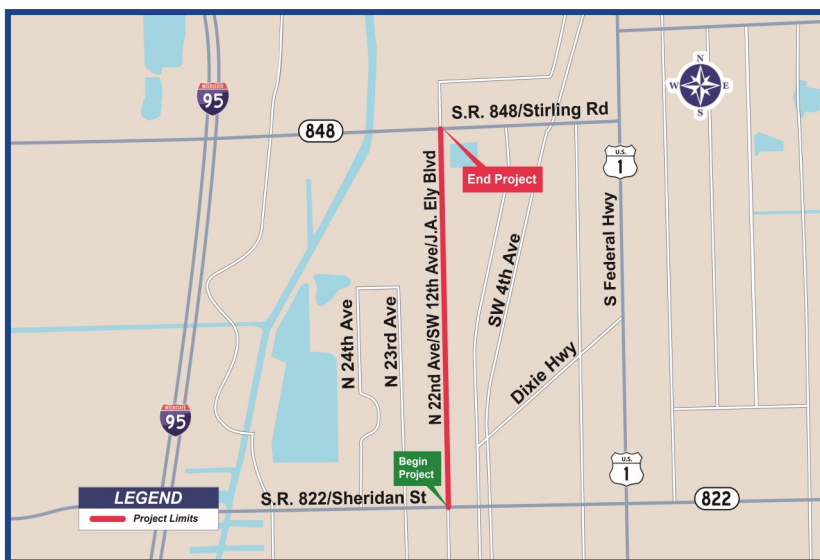 N
W E
S
INTERSTATE
95
S.R. 848/Stirling Rd
848
U.S.
1
End Project
N 22nd Ave/SW 12th Ave/J.A. Ely Blvd
SW 4th Ave
S Federal Hwy
N 24th Ave
N 23rd Ave
Dixie Hwy
INTERSTATE
95
Begin
Project
U.S.
1
S.R. 822/Sheridan St
822
LEGEND
Project Limits